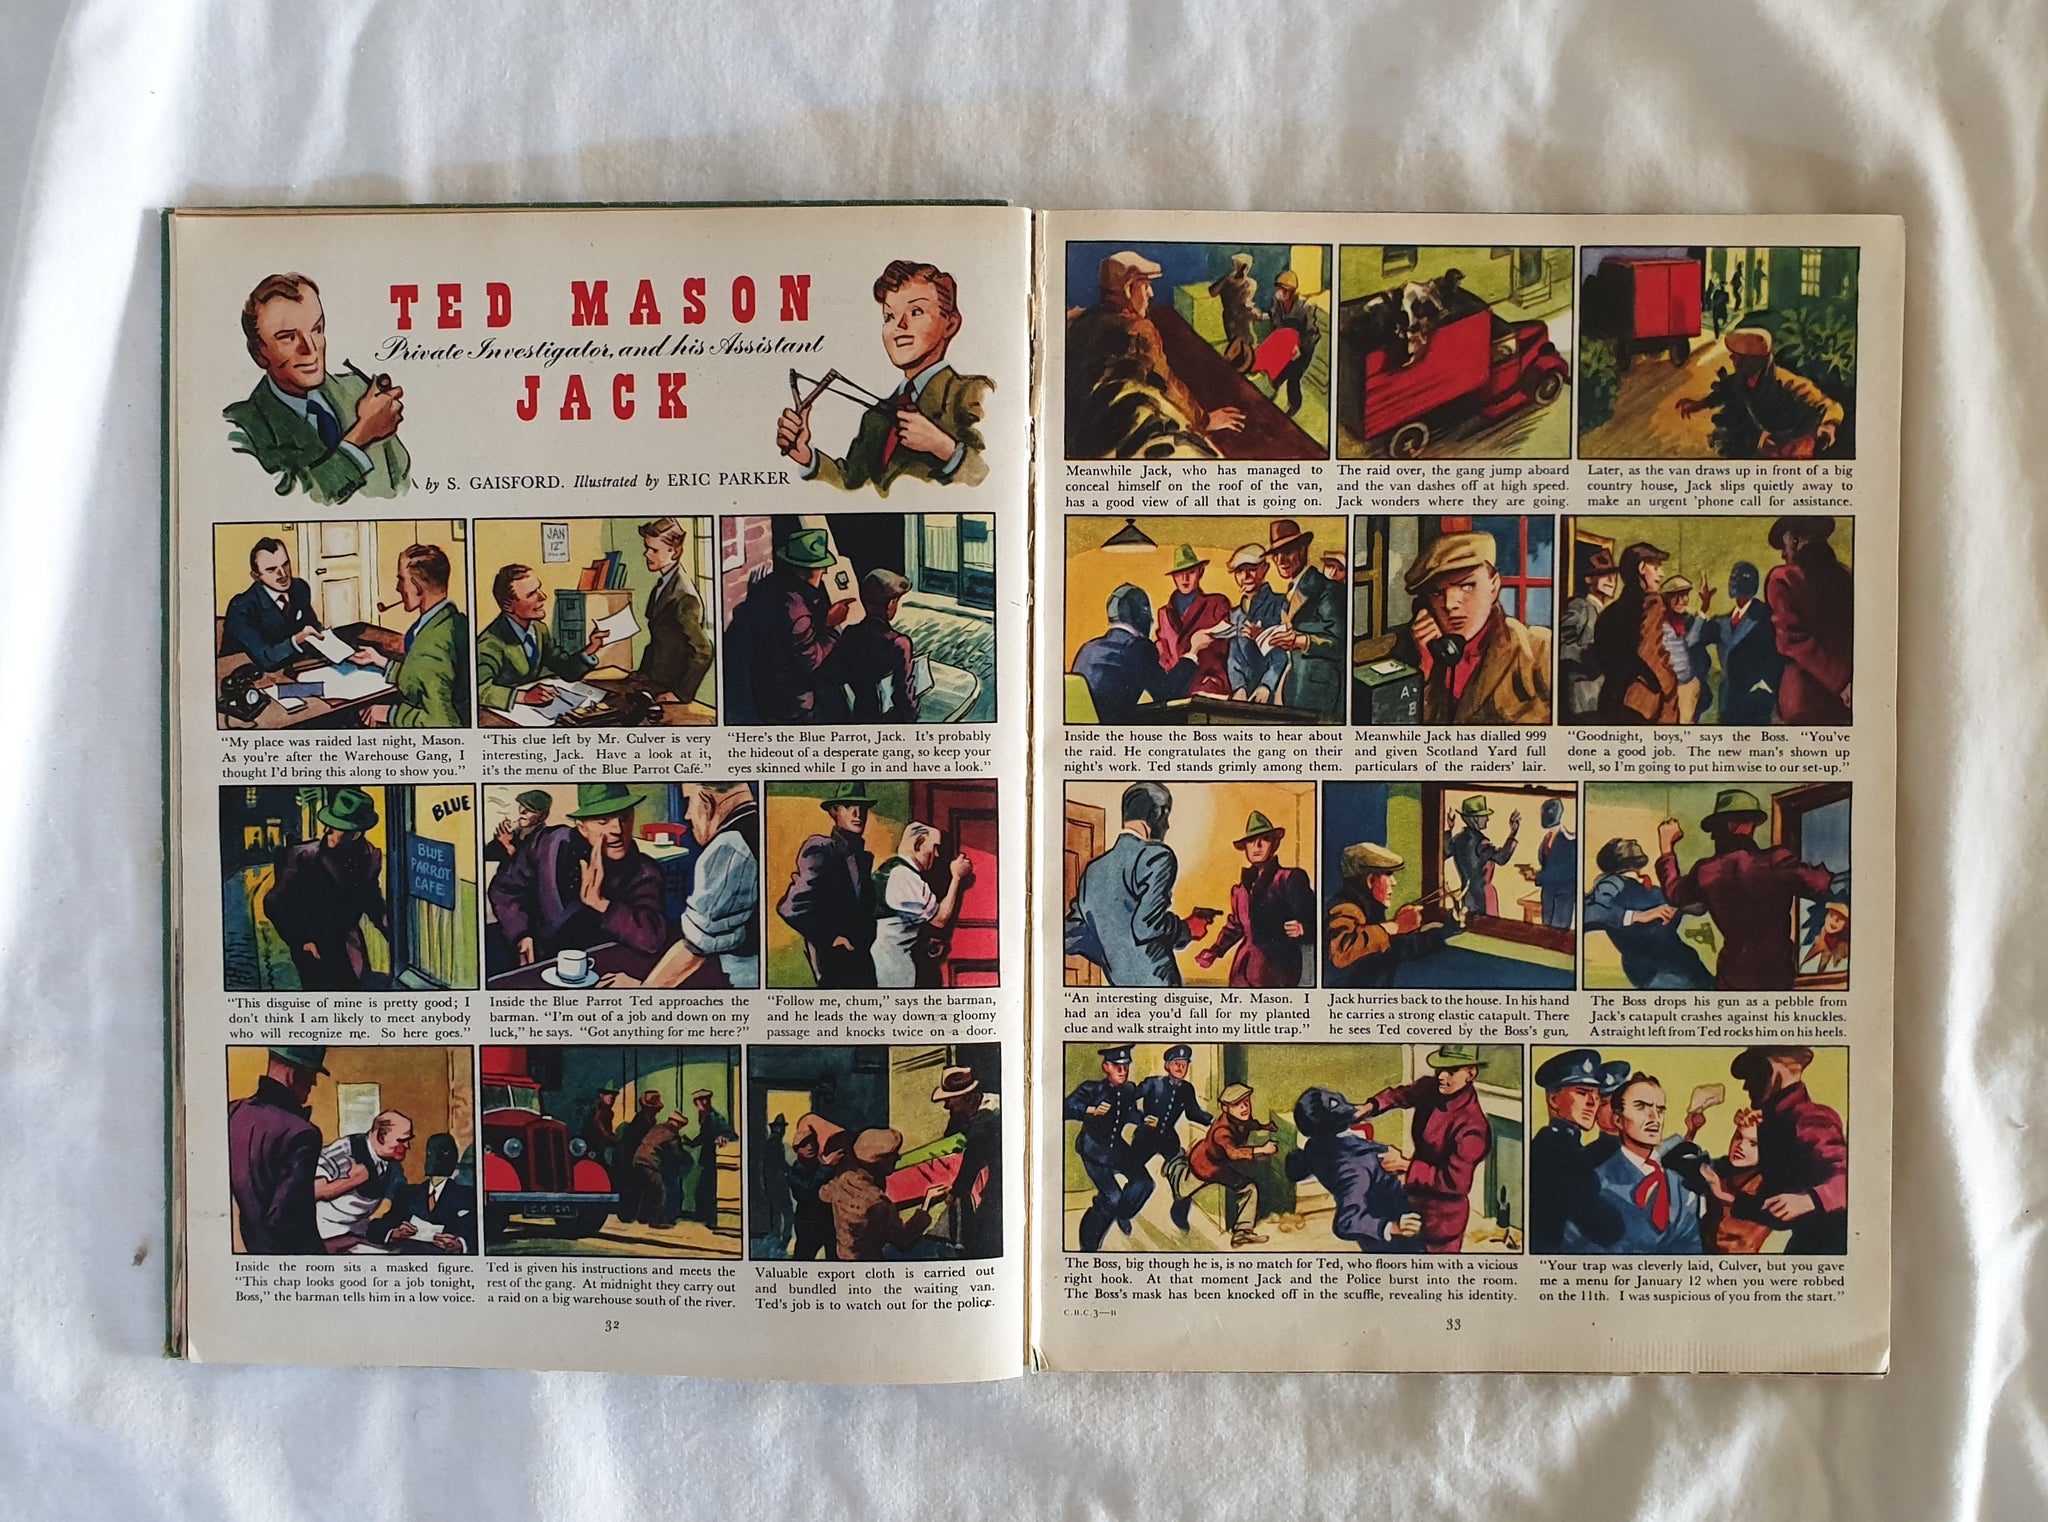 TED MASON
Private Investigator, and his Assistant
JACK
by S. GAISFORD. Illustrated by ERIC PARKER
JAN
12TH
"My place was raided last night, Mason.
As you're after the Warehouse Gang, I
thought I'd bring this along to show you."
"This clue left by Mr. Culver is very
interesting, Jack. Have a look at it,
it's the menu of the Blue Parrot Café."
"Here's the Blue Parrot, Jack. It's probably
the hideout of a desperate gang, so keep your
eyes skinned while I go in and have a look."
BLUE
BLUE
PARROT
CAFE
"This disguise of mine is pretty good; I
don't think I am likely to meet anybody
who will recognize me. So here goes."
Inside the Blue Parrot Ted approaches the
barman. "I'm out of a job and down on my
luck," he says. "Got anything for me here?"
"Follow me, chum," says the barman,
and he leads the way down a gloomy
passage and knocks twice on a door.
Inside the room sits a masked figure.
"This chap looks good for a job tonight,
Boss," the barman tells him in a low voice.
Ted is given his instructions and meets the
rest of the gang. At midnight they carry out
a raid on a big warehouse south of the river.
Valuable export cloth is carried out
and bundled into the waiting van.
Ted's job is to watch out for the police.
32
Meanwhile Jack, who has managed to
conceal himself on the roof of the van,
has a good view of all that is going on.
The raid over, the gang jump aboard
and the van dashes off at high speed.
Jack wonders where they are going.
Later, as the van draws up in front of a big
country house, Jack slips quietly away to
make an urgent 'phone call for assistance.
A
B
Inside the house the Boss waits to hear about
the raid. He congratulates the gang on their
night's work. Ted stands grimly among them.
Meanwhile Jack has dialled 999
and given Scotland Yard full
particulars of the raiders' lair.
"Goodnight, boys," says the Boss. "You've
done a good job. The new man's shown up
well, so I'm going to put him wise to our set-up."
"An interesting disguise, Mr. Mason. I
had an idea you'd fall for my planted
clue and walk straight into my little trap."
Jack hurries back to the house. In his hand
he carries a strong elastic catapult. There
he sees Ted covered by the Boss's gun,
The Boss drops his gun as a pebble from
Jack's catapult crashes against his knuckles.
A straight left from Ted rocks him on his heels.
The Boss, big though he is, is no match for Ted, who floors him with a vicious
right hook. At that moment Jack and the Police burst into the room.
The Boss's mask has been knocked off in the scuffle, revealing his identity.
"Your trap was cleverly laid, Culver, but you gave
me a menu for January 12 when you were robbed
on the 11th. I was suspicious of you from the start."
C.B.C.3—B
33